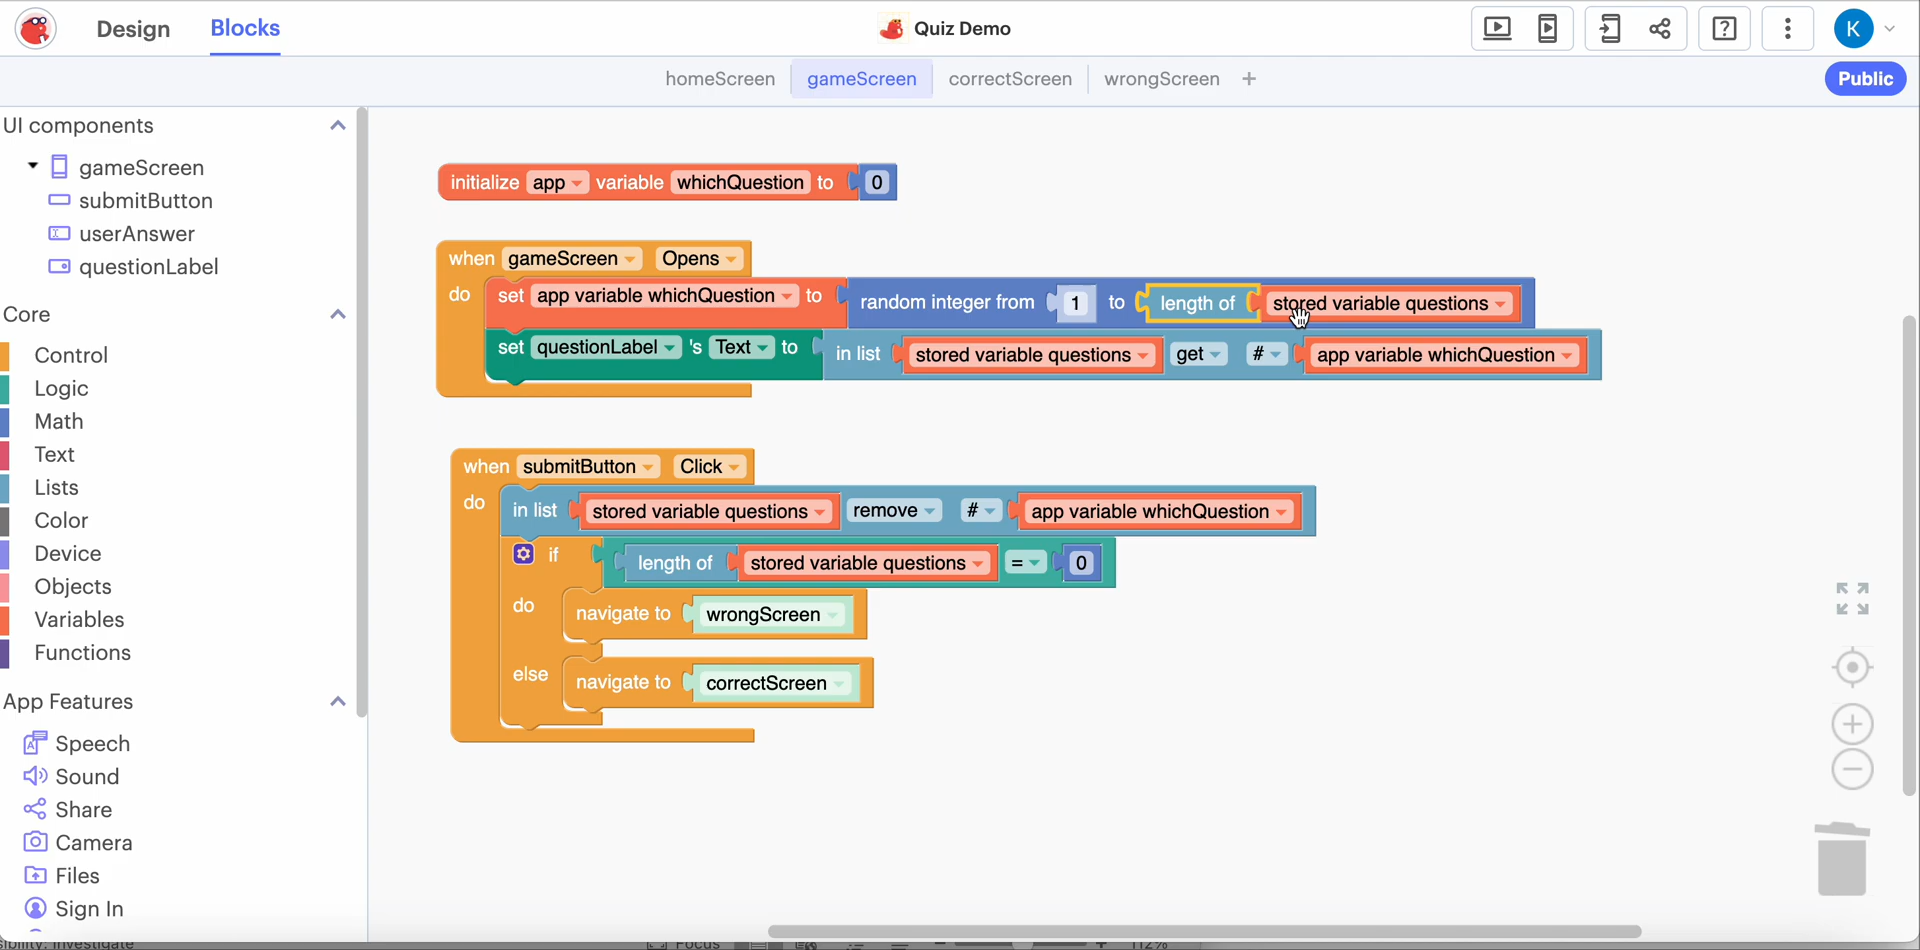 Design Blocks Quiz Demo K
homeScreen gameScreen correctScreen wrongScreen + Public
UI components
gameScreen
submitButton
userAnswer
questionLabel
Core
Control
Logic
Math
Text
Lists
Color
Device
Objects
Variables
Functions
App Features
Speech
Sound
Share
Camera
Files
Sign In
initialize app variable whichQuestion to 0
when gameScreen Opens
do set app variable whichQuestion to random integer from 1 to length of stored variable questions
set questionLabel 's Text to in list stored variable questions get # app variable whichQuestion
when submitButton Click
do in list stored variable questions remove # app variable whichQuestion
if length of stored variable questions = 0
do navigate to wrongScreen
else navigate to correctScreen
Focus 112%